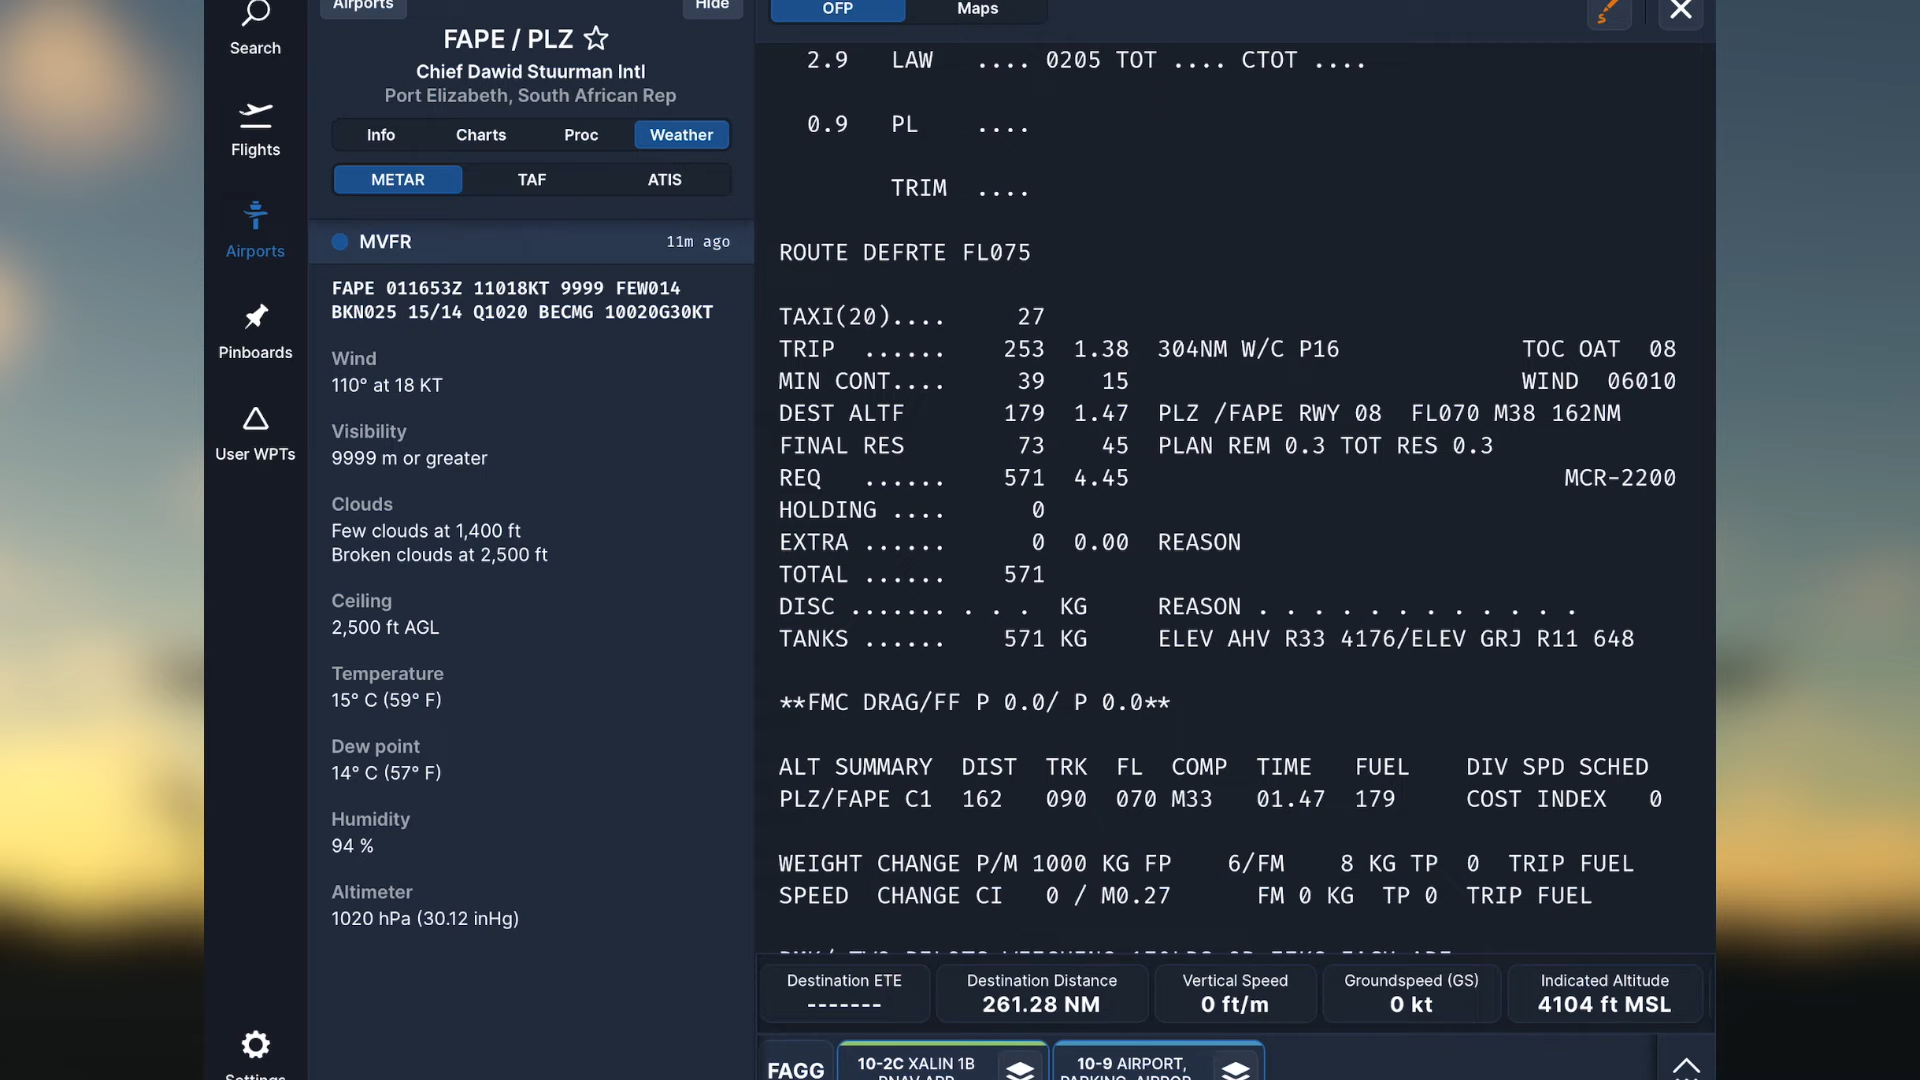 Search
Flights
Airports
Pinboards
User WPTs
Airports
Hide
FAPE / PLZ
Chief Dawid Stuurman Intl
Port Elizabeth, South African Rep
Info Charts Proc Weather
METAR TAF ATIS
MVFR 11m ago
FAPE 011653Z 11018KT 9999 FEW014
BKN025 15/14 Q1020 BECMG 10020G30KT
Wind
110° at 18 KT
Visibility
9999 m or greater
Clouds
Few clouds at 1,400 ft
Broken clouds at 2,500 ft
Ceiling
2,500 ft AGL
Temperature
15° C (59° F)
Dew point
14° C (57° F)
Humidity
94 %
Altimeter
1020 hPa (30.12 inHg)
OFP Maps
2.9 LAW .... 0205 TOT .... CTOT ....
0.9 PL ....
TRIM ....
ROUTE DEFRTE FL075
TAXI(20).... 27
TRIP ...... 253 1.38 304NM W/C P16 TOC OAT 08
MIN CONT.... 39 15 WIND 06010
DEST ALTF 179 1.47 PLZ /FAPE RWY 08 FL070 M38 162NM
FINAL RES 73 45 PLAN REM 0.3 TOT RES 0.3
REQ ...... 571 4.45 MCR-2200
HOLDING .... 0
EXTRA ...... 0 0.00 REASON
TOTAL ...... 571
DISC ....... . . . KG REASON . . . . . . . . . . . .
TANKS ...... 571 KG ELEV AHV R33 4176/ELEV GRJ R11 648
**FMC DRAG/FF P 0.0/ P 0.0**
ALT SUMMARY DIST TRK FL COMP TIME FUEL DIV SPD SCHED
PLZ/FAPE C1 162 090 070 M33 01.47 179 COST INDEX 0
WEIGHT CHANGE P/M 1000 KG FP 6/FM 8 KG TP 0 TRIP FUEL
SPEED CHANGE CI 0 / M0.27 FM 0 KG TP 0 TRIP FUEL
Destination ETE
-------
Destination Distance
261.28 NM
Vertical Speed
0 ft/m
Groundspeed (GS)
0 kt
Indicated Altitude
4104 ft MSL
FAGG
10-2C XALIN 1B
10-9 AIRPORT,
Settings